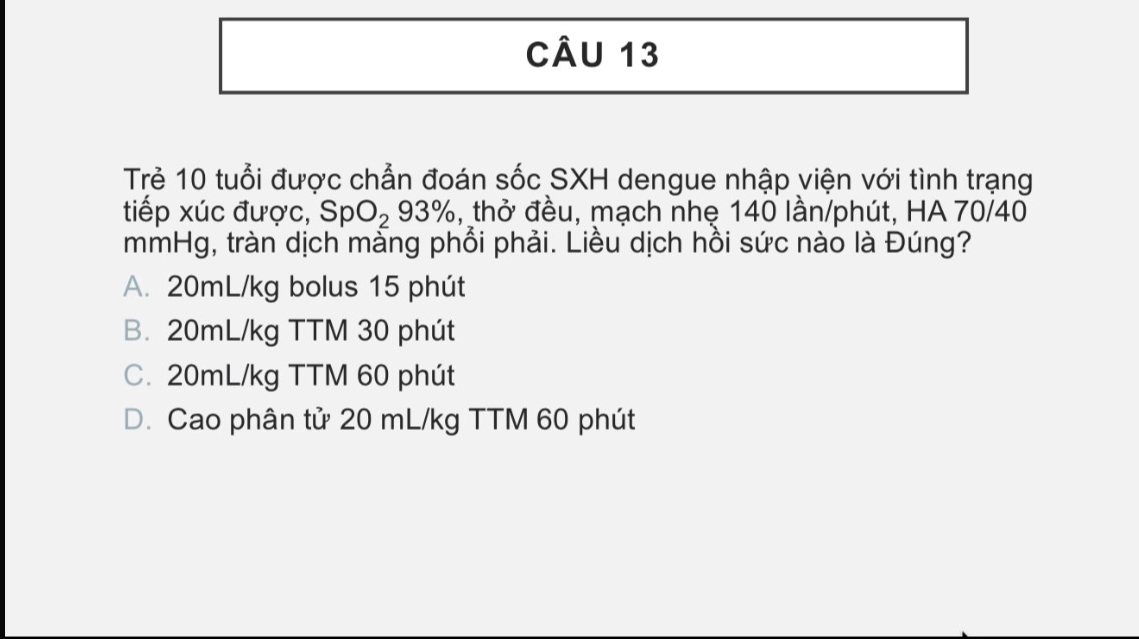 CÂU 13
Trẻ 10 tuổi được chẩn đoán sốc SXH dengue nhập viện với tình trạng
tiếp xúc được, SpO₂ 93%, thở đều, mạch nhẹ 140 lần/phút, HA 70/40
mmHg, tràn dịch màng phổi phải. Liều dịch hồi sức nào là Đúng?
A. 20mL/kg bolus 15 phút
B. 20mL/kg TTM 30 phút
C. 20mL/kg TTM 60 phút
D. Cao phân tử 20 mL/kg TTM 60 phút